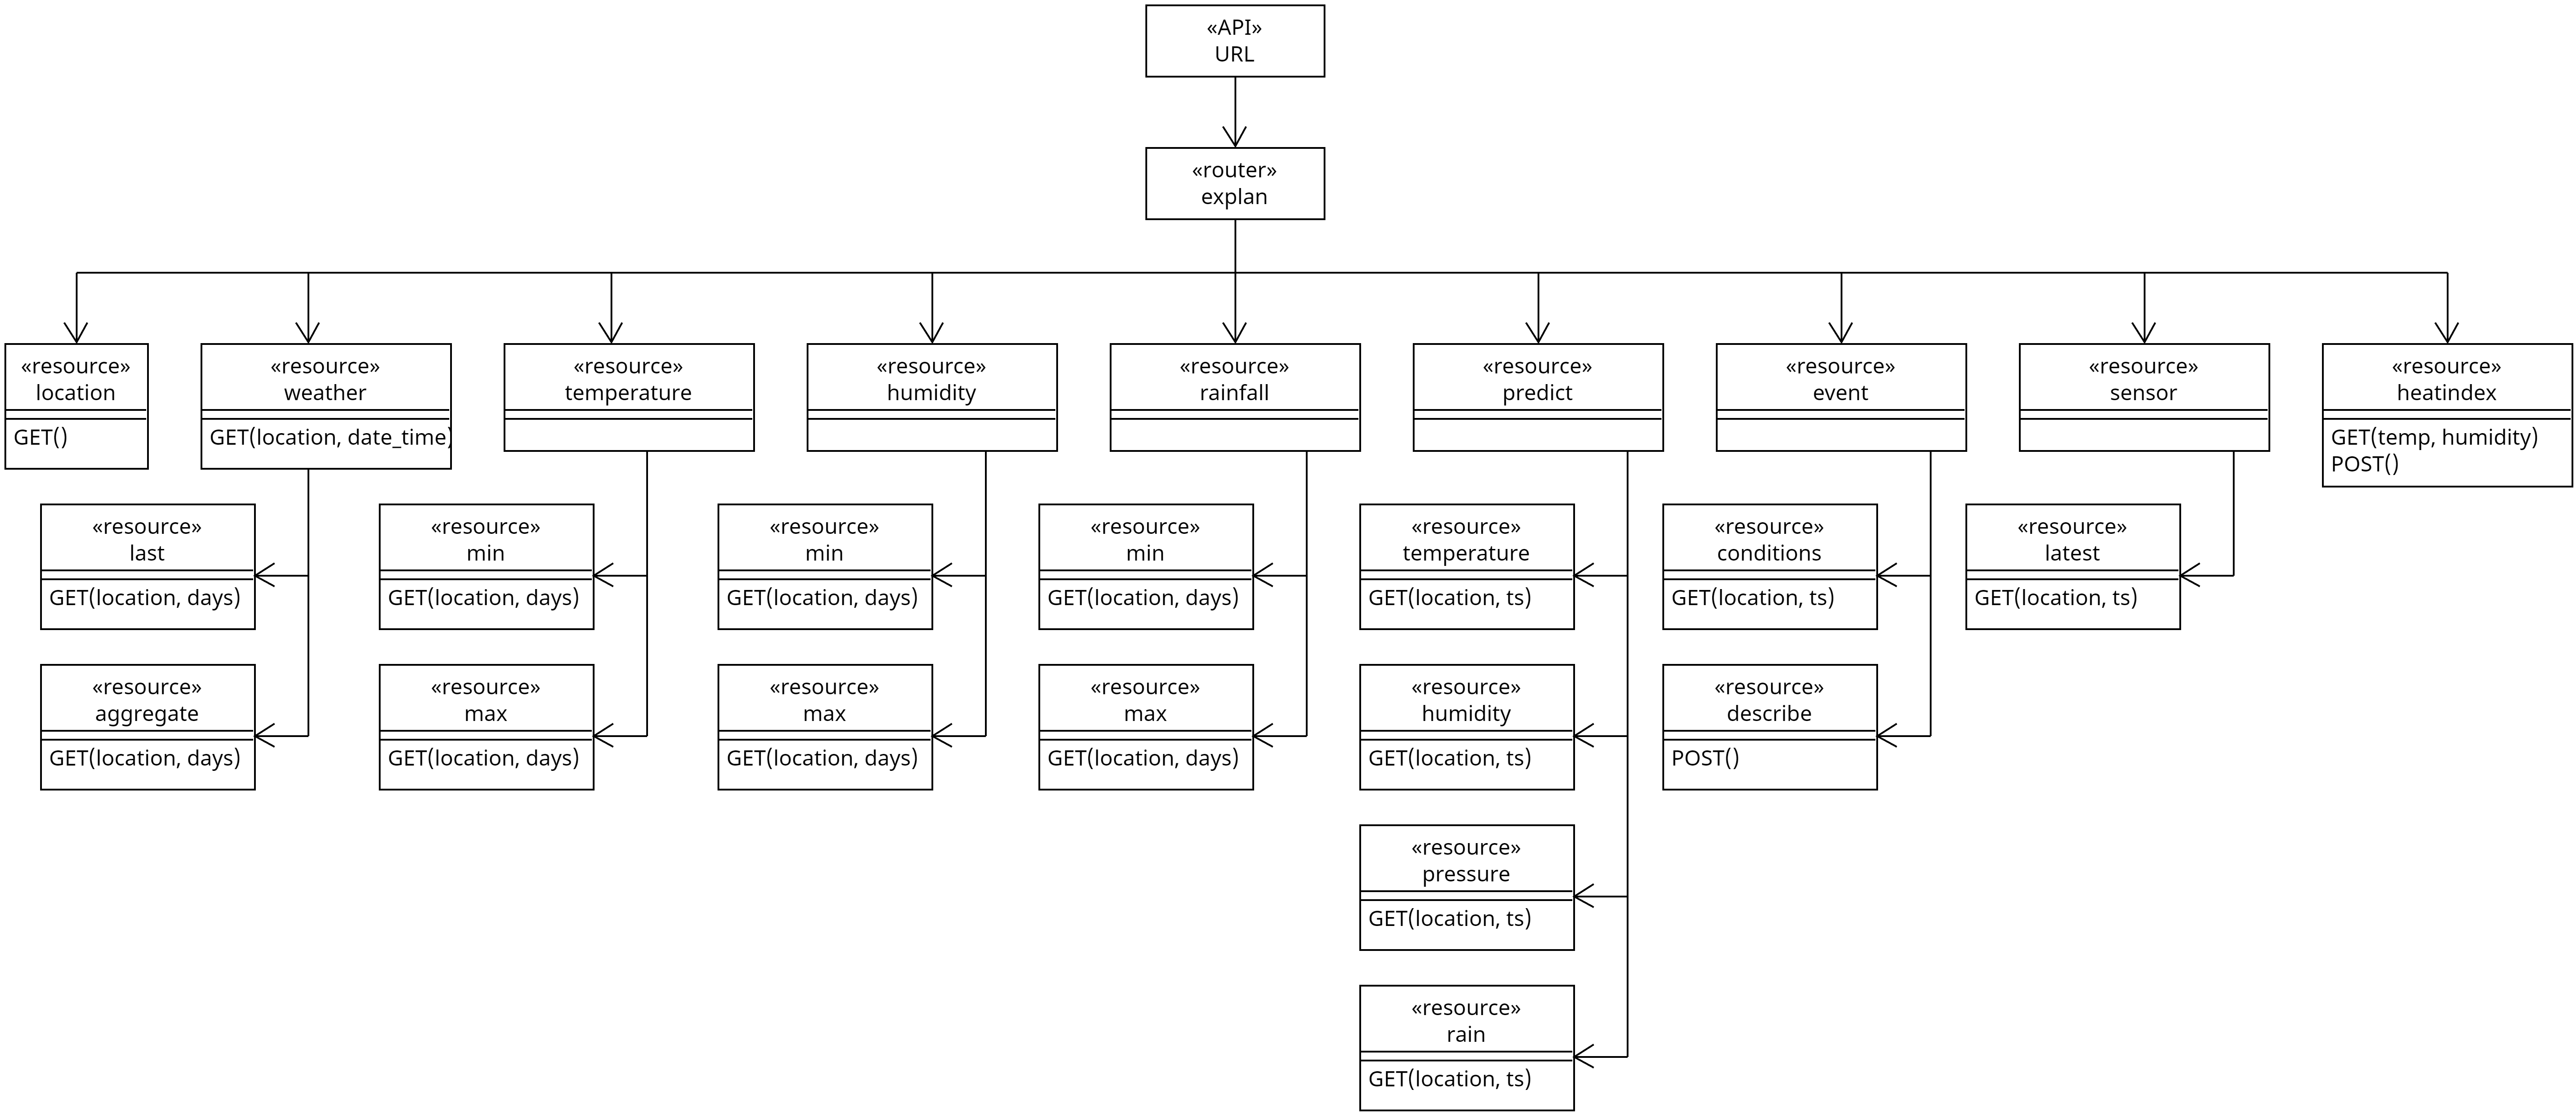 «API»
URL
«router»
explan
«resource»
location
GET()
«resource»
weather
GET(location, date_time)
«resource»
temperature
«resource»
humidity
«resource»
rainfall
«resource»
predict
«resource»
event
«resource»
sensor
«resource»
heatindex
GET(temp, humidity)
POST()
«resource»
last
GET(location, days)
«resource»
min
GET(location, days)
«resource»
min
GET(location, days)
«resource»
min
GET(location, days)
«resource»
temperature
GET(location, ts)
«resource»
conditions
GET(location, ts)
«resource»
latest
GET(location, ts)
«resource»
aggregate
GET(location, days)
«resource»
max
GET(location, days)
«resource»
max
GET(location, days)
«resource»
max
GET(location, days)
«resource»
humidity
GET(location, ts)
«resource»
describe
POST()
«resource»
pressure
GET(location, ts)
«resource»
rain
GET(location, ts)